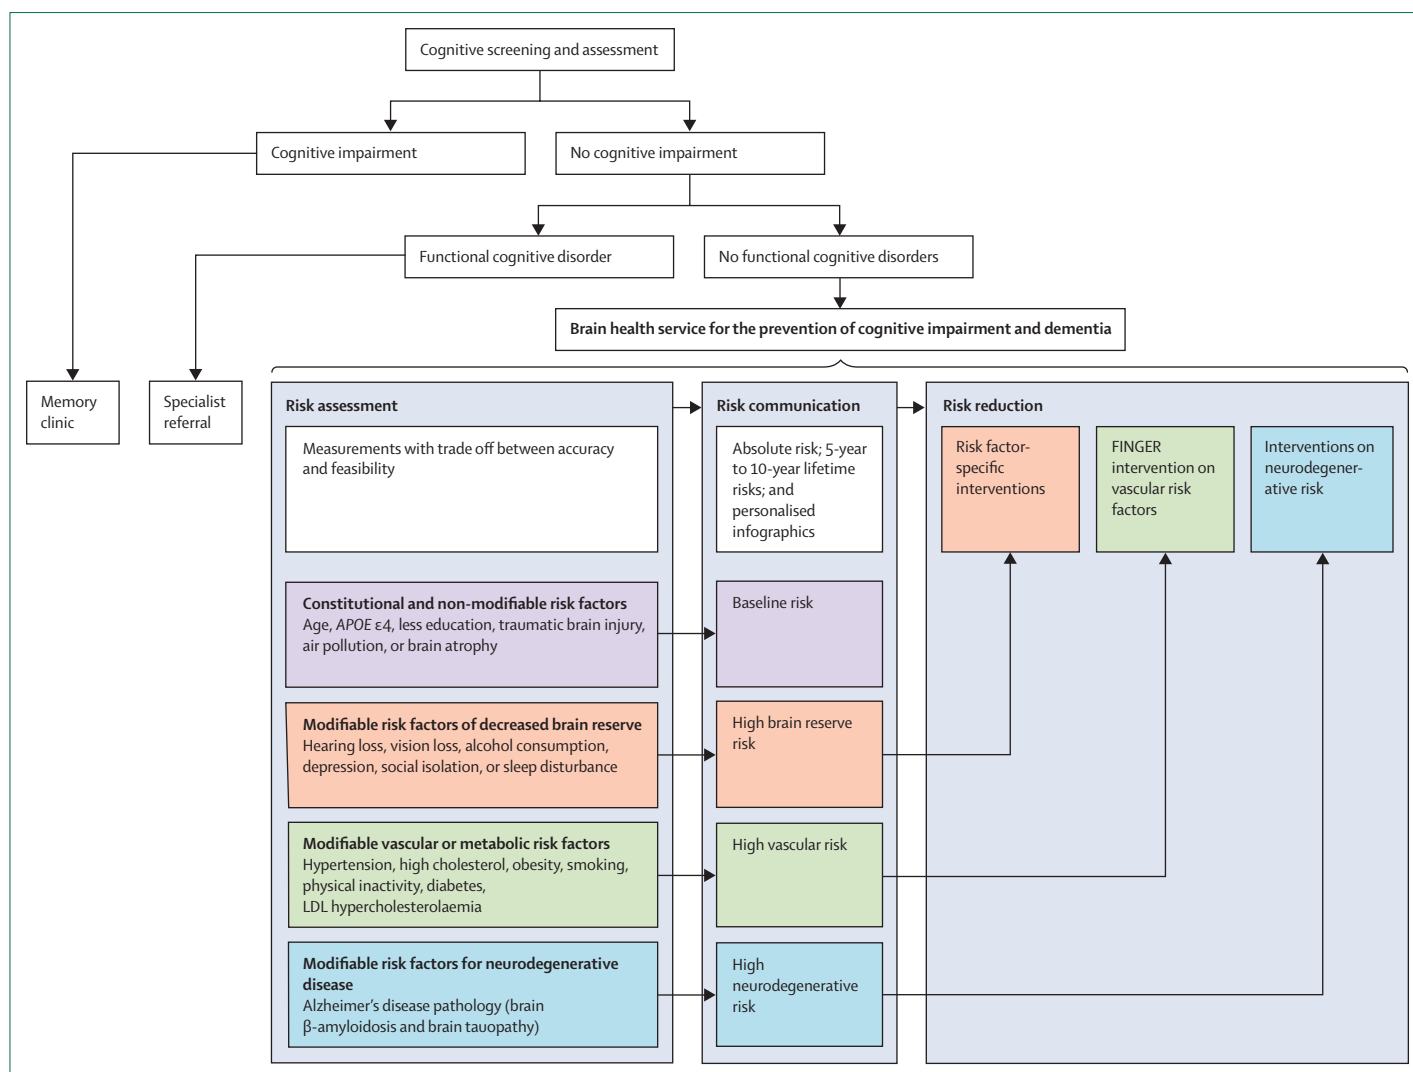 Cognitive screening and assessment
Cognitive impairment
No cognitive impairment
Functional cognitive disorder
No functional cognitive disorders
Brain health service for the prevention of cognitive impairment and dementia
Memory
clinic
Specialist
referral
Risk assessment
Measurements with trade off between accuracy
and feasibility
Constitutional and non-modifiable risk factors
Age, APOE ε4, less education, traumatic brain injury,
air pollution, or brain atrophy
Modifiable risk factors of decreased brain reserve
Hearing loss, vision loss, alcohol consumption,
depression, social isolation, or sleep disturbance
Modifiable vascular or metabolic risk factors
Hypertension, high cholesterol, obesity, smoking,
physical inactivity, diabetes,
LDL hypercholesterolaemia
Modifiable risk factors for neurodegenerative
disease
Alzheimer's disease pathology (brain
β-amyloidosis and brain tauopathy)
Risk communication
Absolute risk; 5-year
to 10-year lifetime
risks; and
personalised
infographics
Baseline risk
High brain reserve
risk
High vascular risk
High
neurodegenerative
risk
Risk reduction
Risk factor-
specific
interventions
FINGER
intervention on
vascular risk
factors
Interventions on
neurodegener-
ative risk